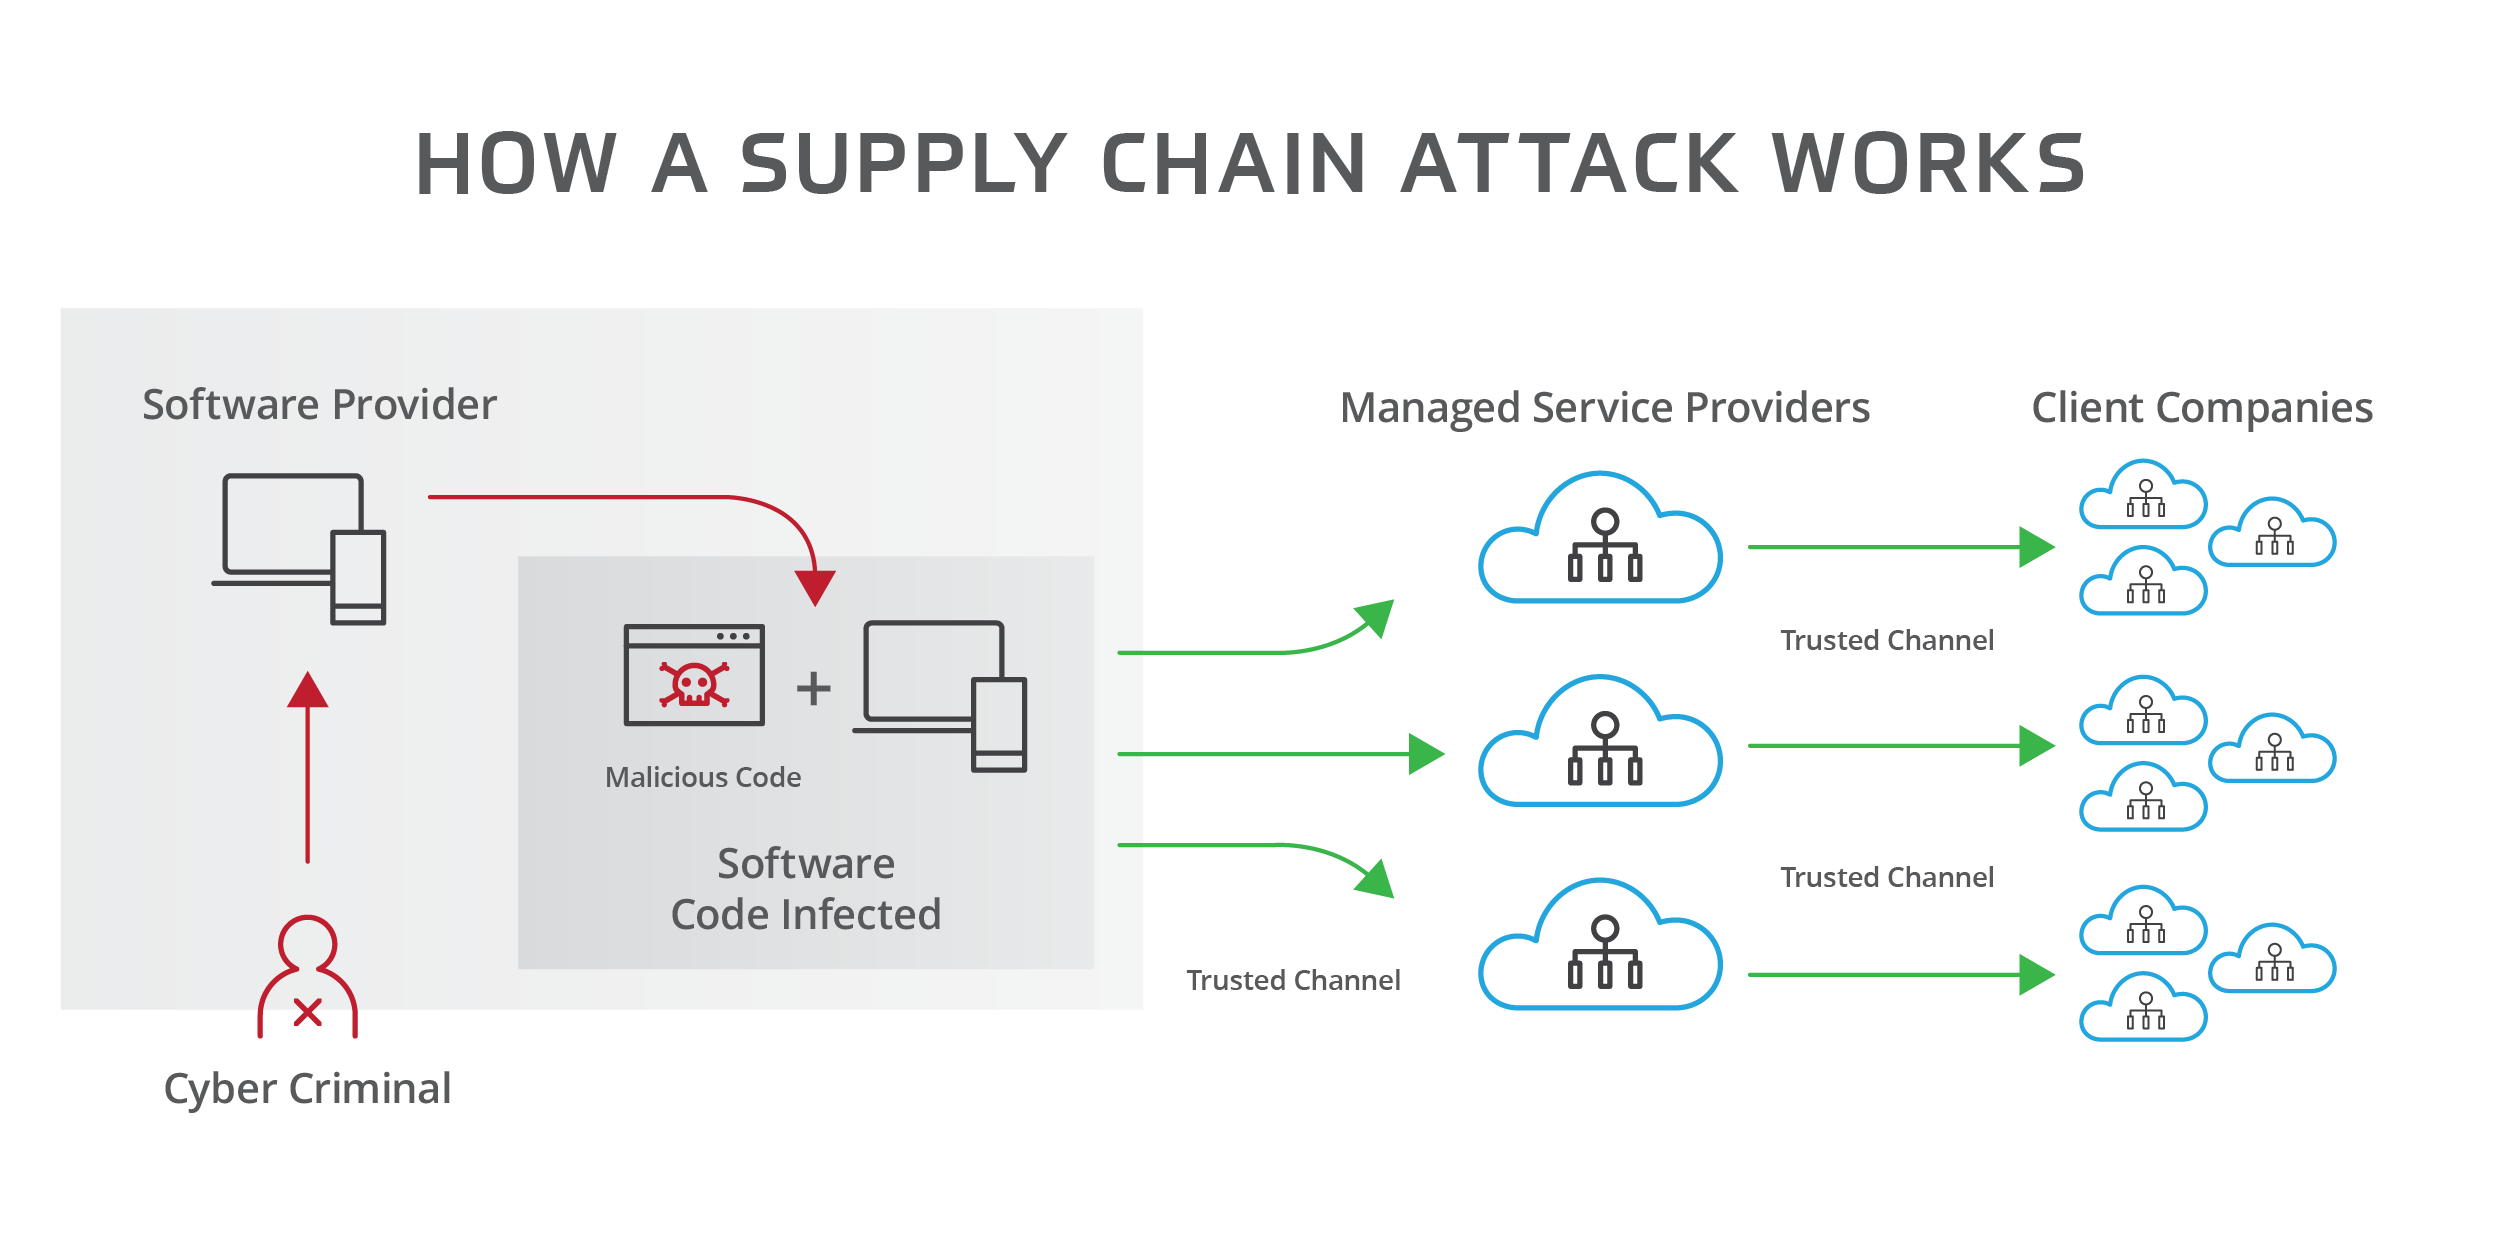 HOW A SUPPLY CHAIN ATTACK WORKS
Software Provider
Managed Service Providers
Client Companies
Malicious Code
Software
Code Infected
Trusted Channel
Trusted Channel
Trusted Channel
Cyber Criminal